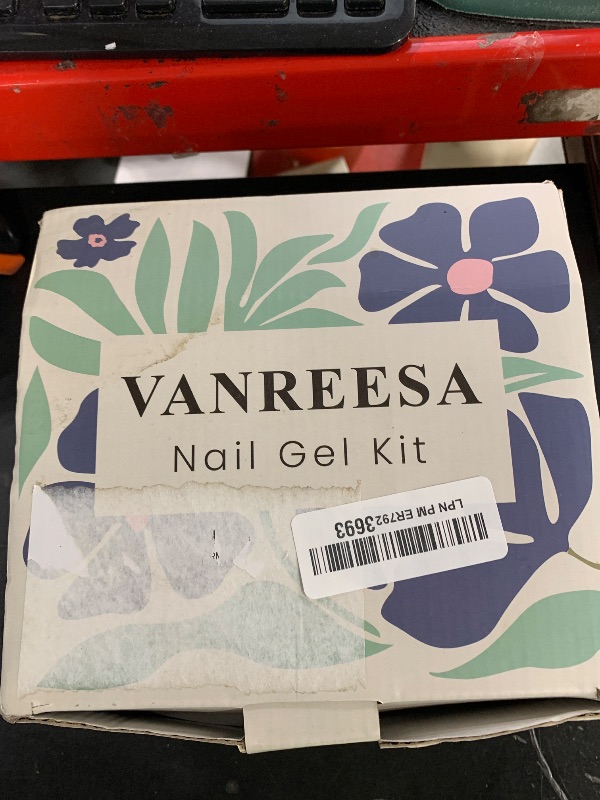 VANREESA
Nail Gel Kit
LPN PM ER7923693